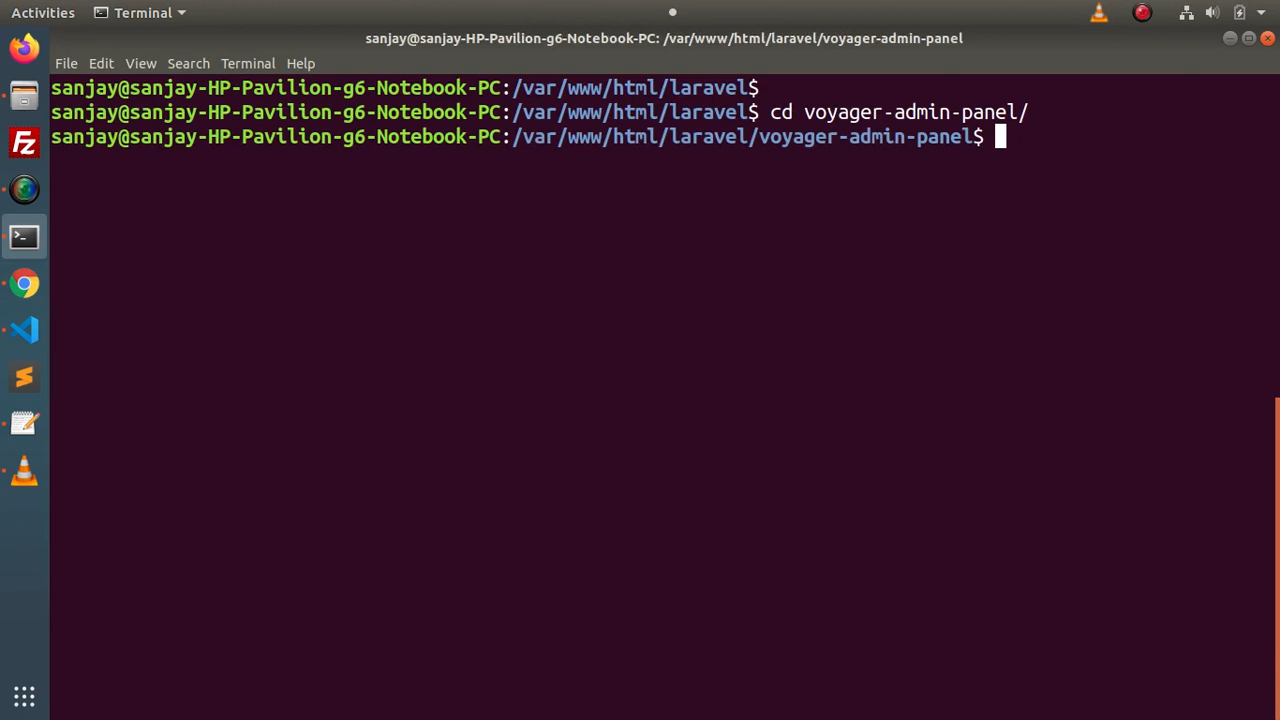 Activities Terminal
sanjay@sanjay-HP-Pavilion-g6-Notebook-PC: /var/www/html/laravel/voyager-admin-panel
File Edit View Search Terminal Help
sanjay@sanjay-HP-Pavilion-g6-Notebook-PC:/var/www/html/laravel$
sanjay@sanjay-HP-Pavilion-g6-Notebook-PC:/var/www/html/laravel$ cd voyager-admin-panel/
sanjay@sanjay-HP-Pavilion-g6-Notebook-PC:/var/www/html/laravel/voyager-admin-panel$